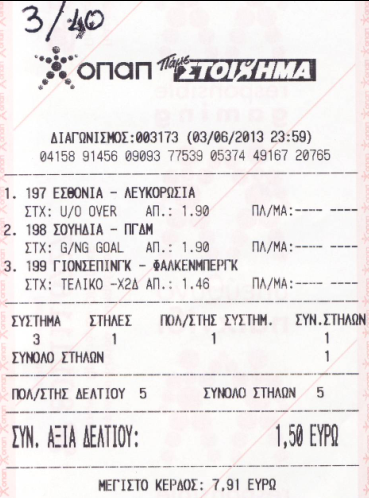 3/40
οπαπ Πάμε ΣΤΟΙΧΗΜΑ
ΔΙΑΓΩΝΙΣΜΟΣ:003173 (03/06/2013 23:59)
04158 91456 09093 77539 05374 49167 20765
1. 197 ΕΣΘΟΝΙΑ - ΛΕΥΚΟΡΩΣΙΑ
ΣΤΧ: U/O OVER ΑΠ.: 1.90 ΠΛ/ΜΑ:---- ----
2. 198 ΣΟΥΗΔΙΑ - ΠΓΔΜ
ΣΤΧ: G/NG GOAL ΑΠ.: 1.90 ΠΛ/ΜΑ:---- ----
3. 199 ΓΙΟΝΣΕΠΙΝΓΚ - ΦΑΛΚΕΝΜΠΕΡΓΚ
ΣΤΧ: ΤΕΛΙΚΟ -Χ2Δ ΑΠ.: 1.46 ΠΛ/ΜΑ:---- ----
ΣΥΣΤΗΜΑ ΣΤΗΛΕΣ ΠΟΛ/ΣΤΗΣ ΣΥΣΤΗΜ. ΣΥΝ.ΣΤΗΛΩΝ
3 1 1 1
ΣΥΝΟΛΟ ΣΤΗΛΩΝ 1
ΠΟΛ/ΣΤΗΣ ΔΕΛΤΙΟΥ 5 ΣΥΝΟΛΟ ΣΤΗΛΩΝ 5
ΣΥΝ. ΑΞΙΑ ΔΕΛΤΙΟΥ: 1,50 ΕΥΡΩ
ΜΕΓΙΣΤΟ ΚΕΡΔΟΣ: 7,91 ΕΥΡΩ